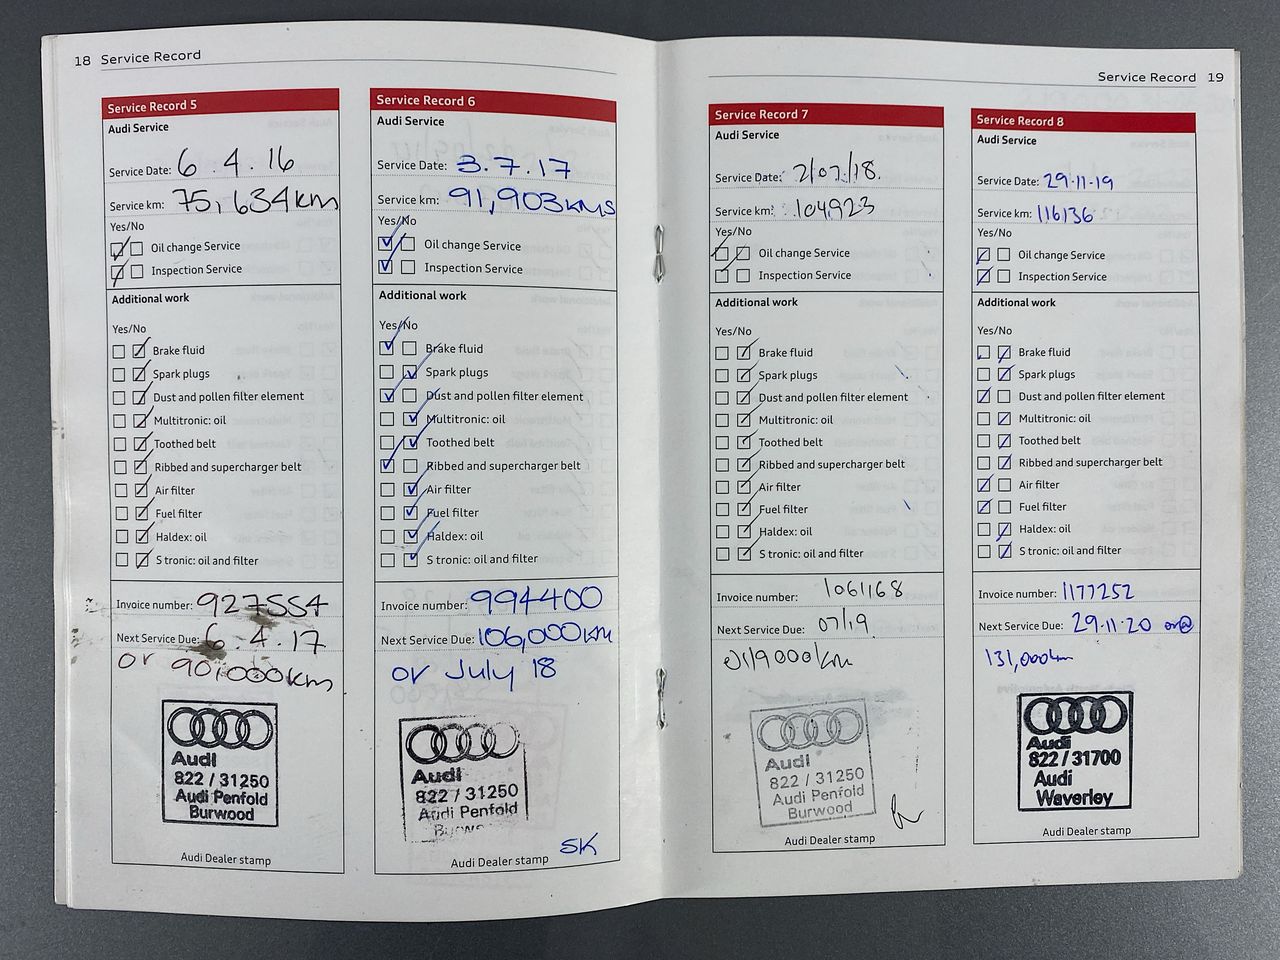 18 Service Record
Service Record 5
Audi Service
Service Date: 6.4.16
Service km: 75,634km
Yes/No
Oil change Service
Inspection Service
Additional work
Yes/No
Brake fluid
Spark plugs
Dust and pollen filter element
Multitronic: oil
Toothed belt
Ribbed and supercharger belt
Air filter
Fuel filter
Haldex: oil
S tronic: oil and filter
Invoice number: 927554
Next Service Due: 6.4.17
or 90,000km
Audi
822 / 31250
Audi Penfold
Burwood
Audi Dealer stamp
Service Record 6
Audi Service
Service Date: 3.7.17
Service km: 91,903kms
Yes/No
Oil change Service
Inspection Service
Additional work
Yes/No
Brake fluid
Spark plugs
Dust and pollen filter element
Multitronic: oil
Toothed belt
Ribbed and supercharger belt
Air filter
Fuel filter
Haldex: oil
S tronic: oil and filter
Invoice number: 994400
Next Service Due: 106,000km
or July 18
Audi
822 / 31250
Audi Penfold
SK
Audi Dealer stamp
Service Record 19
Service Record 7
Audi Service
Service Date: 2/07/18.
Service km: 104,923
Yes/No
Oil change Service
Inspection Service
Additional work
Yes/No
Brake fluid
Spark plugs
Dust and pollen filter element
Multitronic: oil
Toothed belt
Ribbed and supercharger belt
Air filter
Fuel filter
Haldex: oil
S tronic: oil and filter
Invoice number: 1061168
Next Service Due: 07/19
Audi
822 / 31250
Audi Penfold
Burwood
Audi Dealer stamp
Service Record 8
Audi Service
Service Date: 29.11.19
Service km: 116136
Yes/No
Oil change Service
Inspection Service
Additional work
Yes/No
Brake fluid
Spark plugs
Dust and pollen filter element
Multitronic: oil
Toothed belt
Ribbed and supercharger belt
Air filter
Fuel filter
Haldex: oil
S tronic: oil and filter
Invoice number: 1177252
Next Service Due: 29.11.20 or@
131,000km
Audi
822 / 31700
Audi
Waverley
Audi Dealer stamp